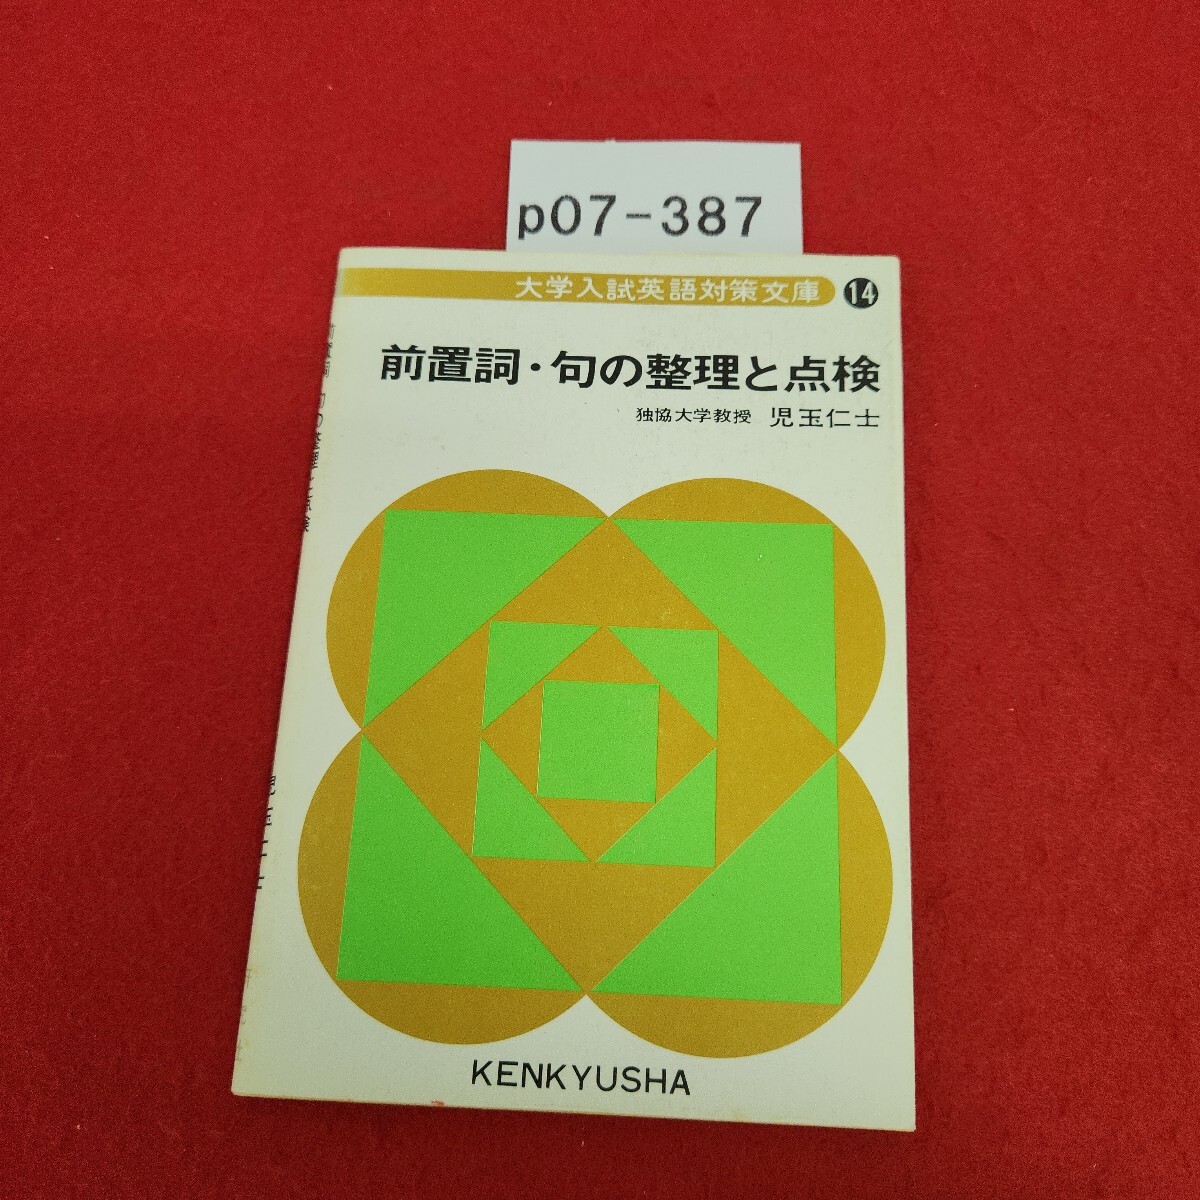 p07-387
大学入試英語対策文庫 14
前置詞・句の整理と点検
独協大学教授 児玉仁士
KENKYUSHA